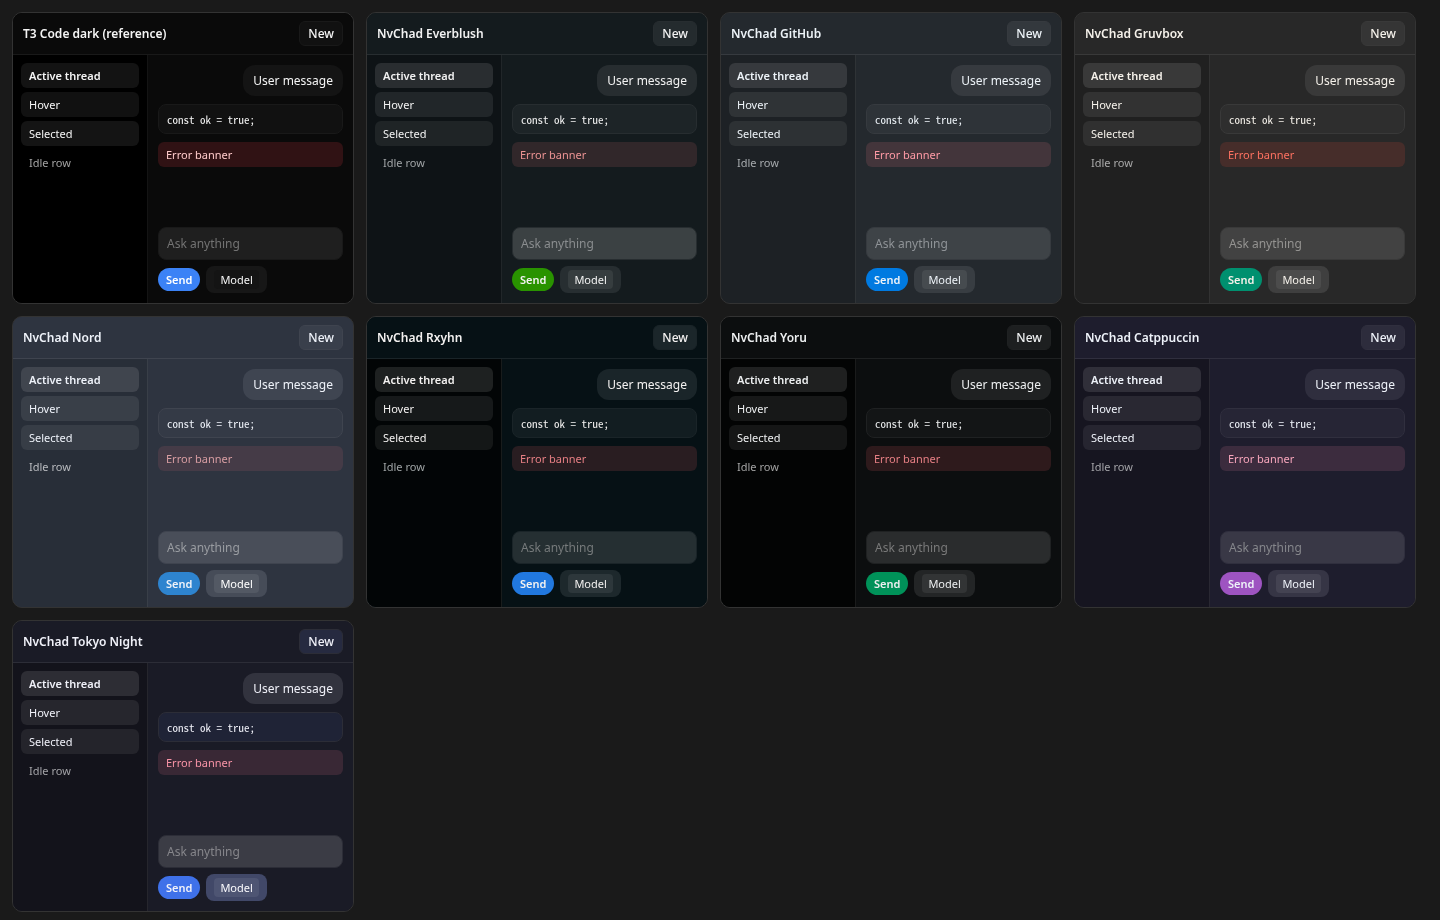 T3 Code dark (reference)
New
Active thread
Hover
Selected
Idle row
User message
const ok = true;
Error banner
Ask anything
Send
Model
NvChad Everblush
New
Active thread
Hover
Selected
Idle row
User message
const ok = true;
Error banner
Ask anything
Send
Model
NvChad GitHub
New
Active thread
Hover
Selected
Idle row
User message
const ok = true;
Error banner
Ask anything
Send
Model
NvChad Gruvbox
New
Active thread
Hover
Selected
Idle row
User message
const ok = true;
Error banner
Ask anything
Send
Model
NvChad Nord
New
Active thread
Hover
Selected
Idle row
User message
const ok = true;
Error banner
Ask anything
Send
Model
NvChad Rxyhn
New
Active thread
Hover
Selected
Idle row
User message
const ok = true;
Error banner
Ask anything
Send
Model
NvChad Yoru
New
Active thread
Hover
Selected
Idle row
User message
const ok = true;
Error banner
Ask anything
Send
Model
NvChad Catppuccin
New
Active thread
Hover
Selected
Idle row
User message
const ok = true;
Error banner
Ask anything
Send
Model
NvChad Tokyo Night
New
Active thread
Hover
Selected
Idle row
User message
const ok = true;
Error banner
Ask anything
Send
Model